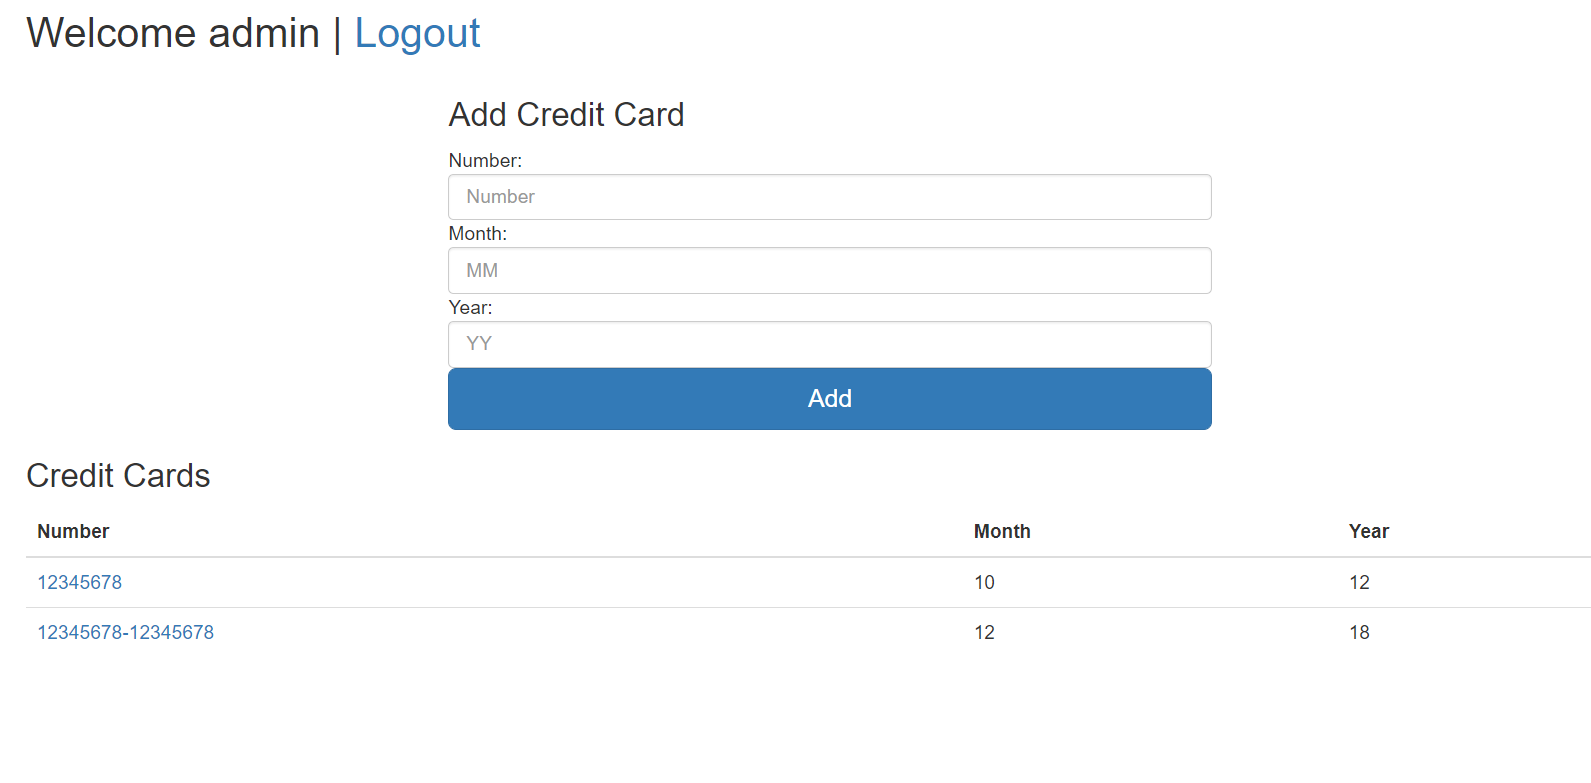 Welcome admin | Logout
Add Credit Card
Number:
Number
Month:
MM
Year:
YY
Add
Credit Cards
Number Month Year
12345678 10 12
12345678-12345678 12 18